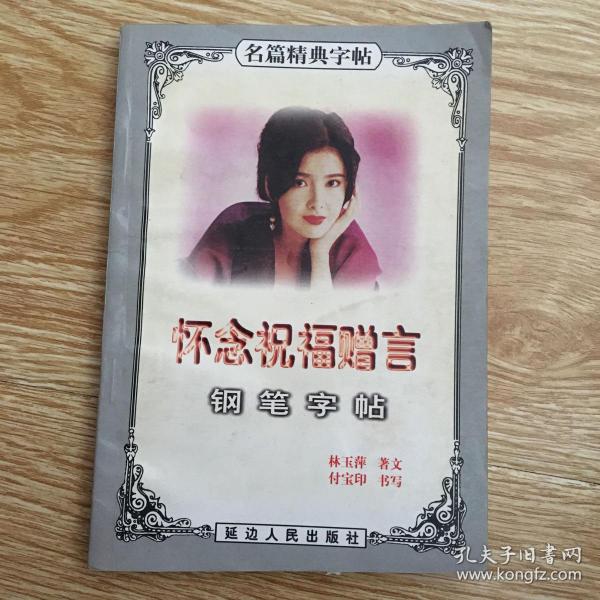 名篇精典字帖
怀念祝福赠言
钢笔字帖
林玉萍 著文
付宝印 书写
延边人民出版社
孔夫子旧书网
www.kongfz.com